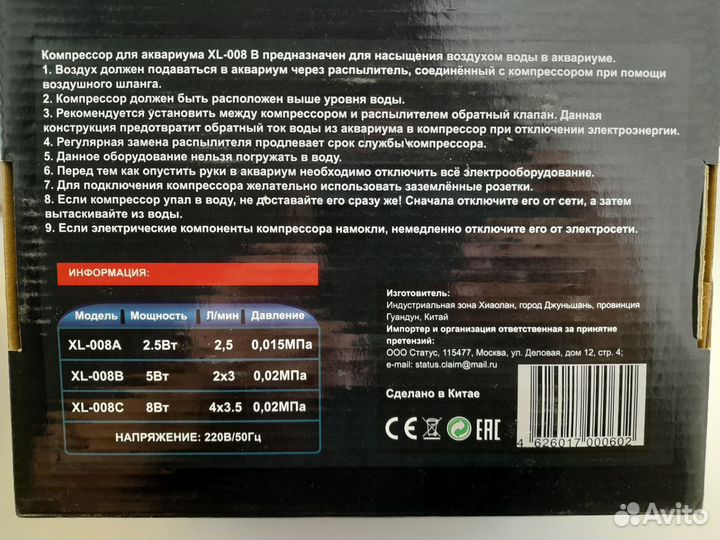 Компрессор для аквариума XL-008 В предназначен для насыщения воздухом воды в аквариуме.
1. Воздух должен подаваться в аквариум через распылитель, соединённый с компрессором при помощи
воздушного шланга.
2. Компрессор должен быть расположен выше уровня воды.
3. Рекомендуется установить между компрессором и распылителем обратный клапан. Данная
конструкция предотвратит обратный ток воды из аквариума в компрессор при отключении электроэнергии.
4. Регулярная замена распылителя продлевает срок службы компрессора.
5. Данное оборудование нельзя погружать в воду.
6. Перед тем как опустить руки в аквариум необходимо отключить всё электрооборудование.
7. Для подключения компрессора желательно использовать заземлённые розетки.
8. Если компрессор упал в воду, не доставайте его сразу же! Сначала отключите его от сети, а затем
вытаскивайте из воды.
9. Если электрические компоненты компрессора намокли, немедленно отключите его от электросети.
ИНФОРМАЦИЯ:
Модель Мощность Л/мин Давление
XL-008A 2.5Вт 2,5 0,015МПа
XL-008B 5Вт 2x3 0,02МПа
XL-008C 8Вт 4x3.5 0,02МПа
НАПРЯЖЕНИЕ: 220В/50Гц
Изготовитель:
Индустриальная зона Хиаолан, город Джуньшань, провинция
Гуандун, Китай
Импортер и организация ответственная за принятие
претензий:
ООО Статус, 115477, Москва, ул. Деловая, дом 12, стр. 4;
e-mail: status.claim@mail.ru
Сделано в Китае
CE EAC
4 626017 000602
Avito